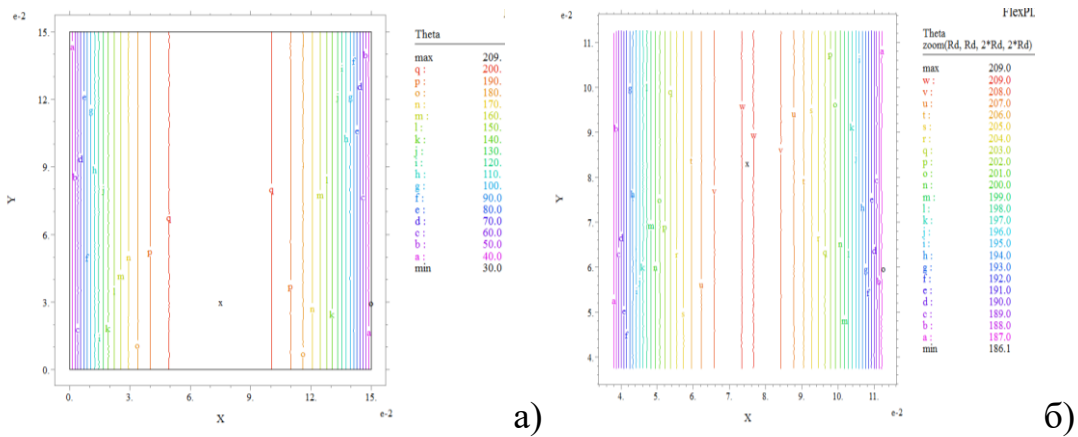 e-2
15.
12.
9.
6.
3.
0.
Y
0.
3.
6.
9.
12.
15.
e-2
X
Theta
max 209.
q : 200.
p : 190.
o : 180.
n : 170.
m : 160.
l : 150.
k : 140.
j : 130.
i : 120.
h : 110.
g : 100.
f : 90.0
e : 80.0
d : 70.0
c : 60.0
b : 50.0
a : 40.0
min 30.0
а)
e-2
11.
10.
9.
8.
7.
6.
5.
4.
Y
4.
5.
6.
7.
8.
9.
10.
11.
e-2
X
Theta
zoom(Rd, Rd, 2*Rd, 2*Rd)
max 209.0
w : 209.0
v : 208.0
u : 207.0
t : 206.0
s : 205.0
r : 204.0
q : 203.0
p : 202.0
o : 201.0
n : 200.0
m : 199.0
l : 198.0
k : 197.0
j : 196.0
i : 195.0
h : 194.0
g : 193.0
f : 192.0
e : 191.0
d : 190.0
c : 189.0
b : 188.0
a : 187.0
min 186.1
б)